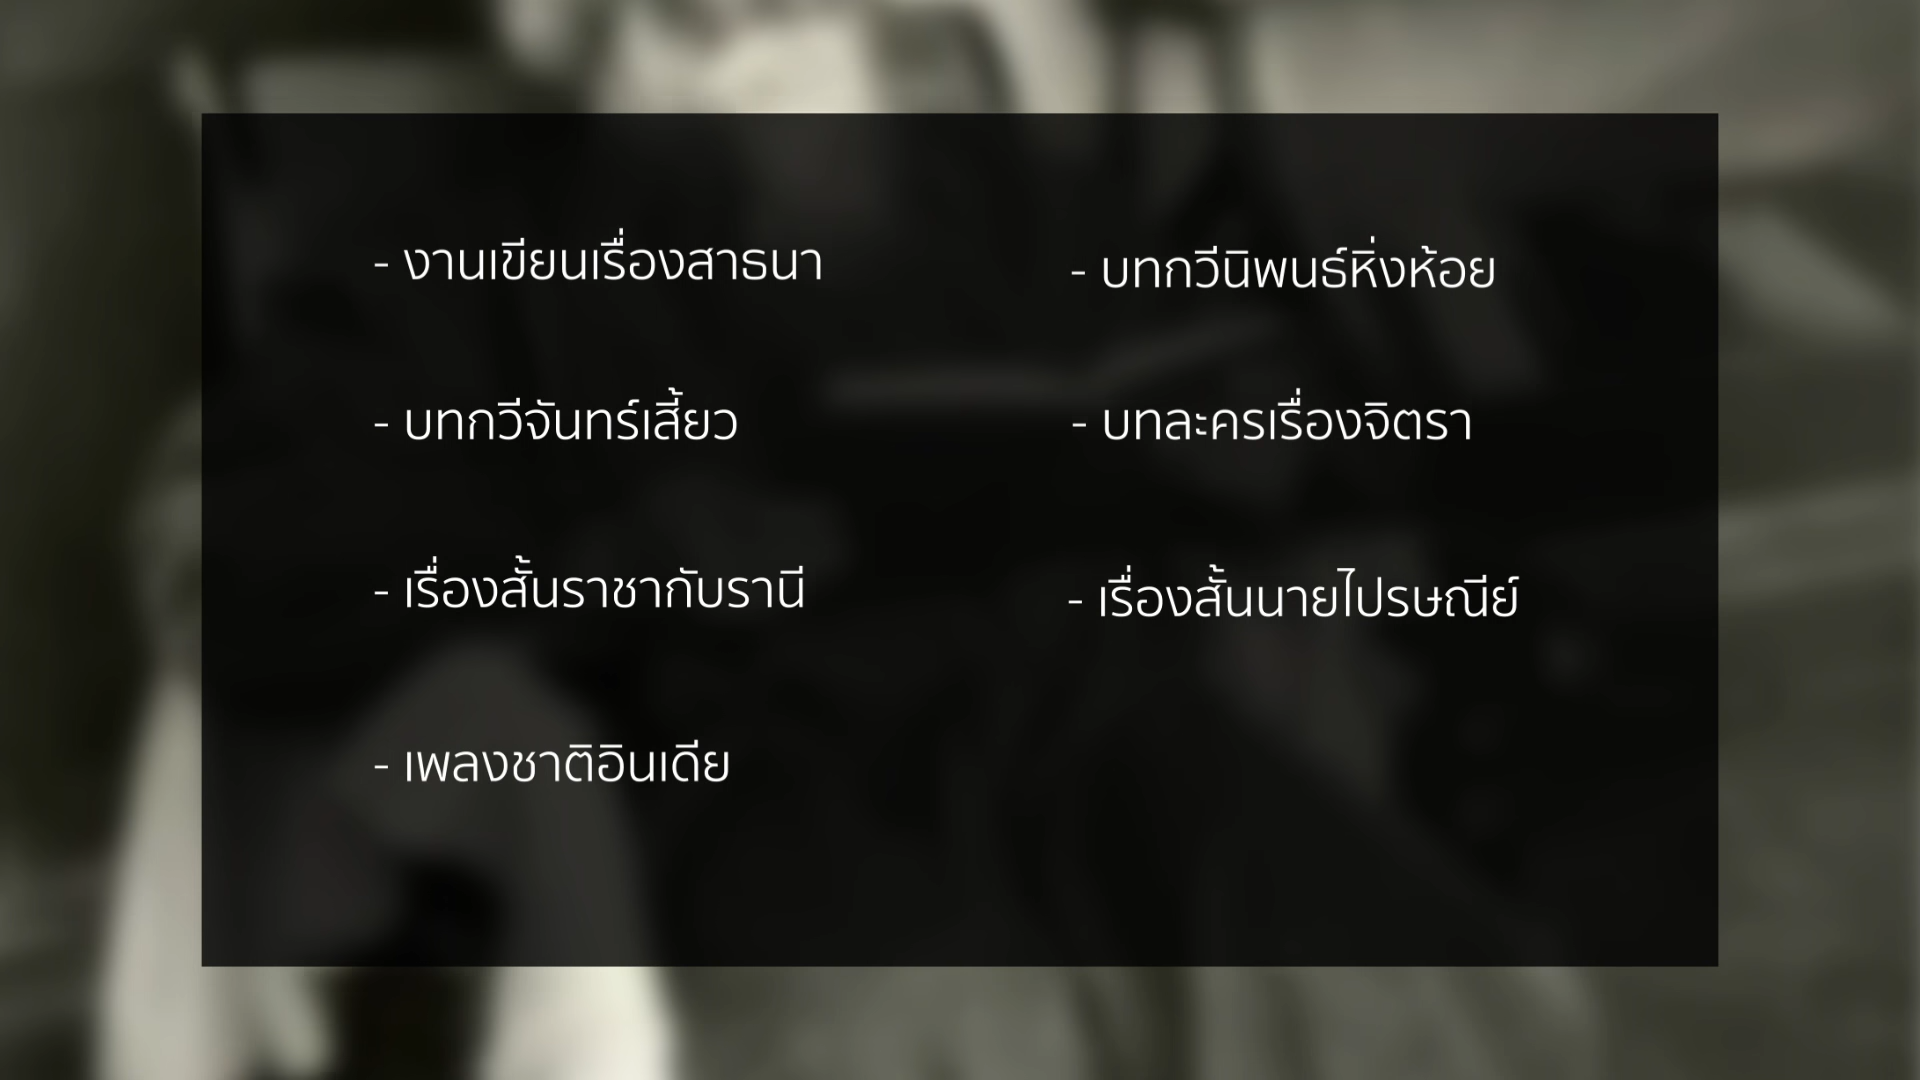 - งานเขียนเรื่องสาธนา
- บทกวีจันทร์เสี้ยว
- เรื่องสั้นราชากับรานี
- เพลงชาติอินเดีย
- บทกวีนิพนธ์หิ่งห้อย
- บทละครเรื่องจิตรา
- เรื่องสั้นนายไปรษณีย์